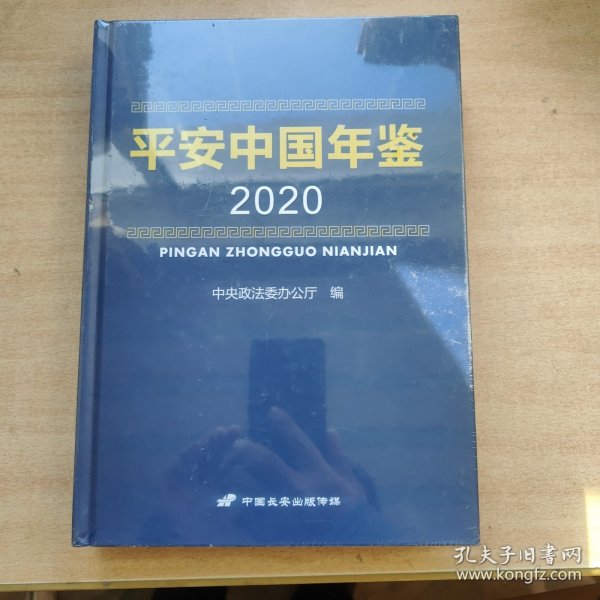 平安中国年鉴
2020
PINGAN ZHONGGUO NIANJIAN
中央政法委办公厅 编
中国长安出版传媒
孔夫子旧書网
www.kongfz.com